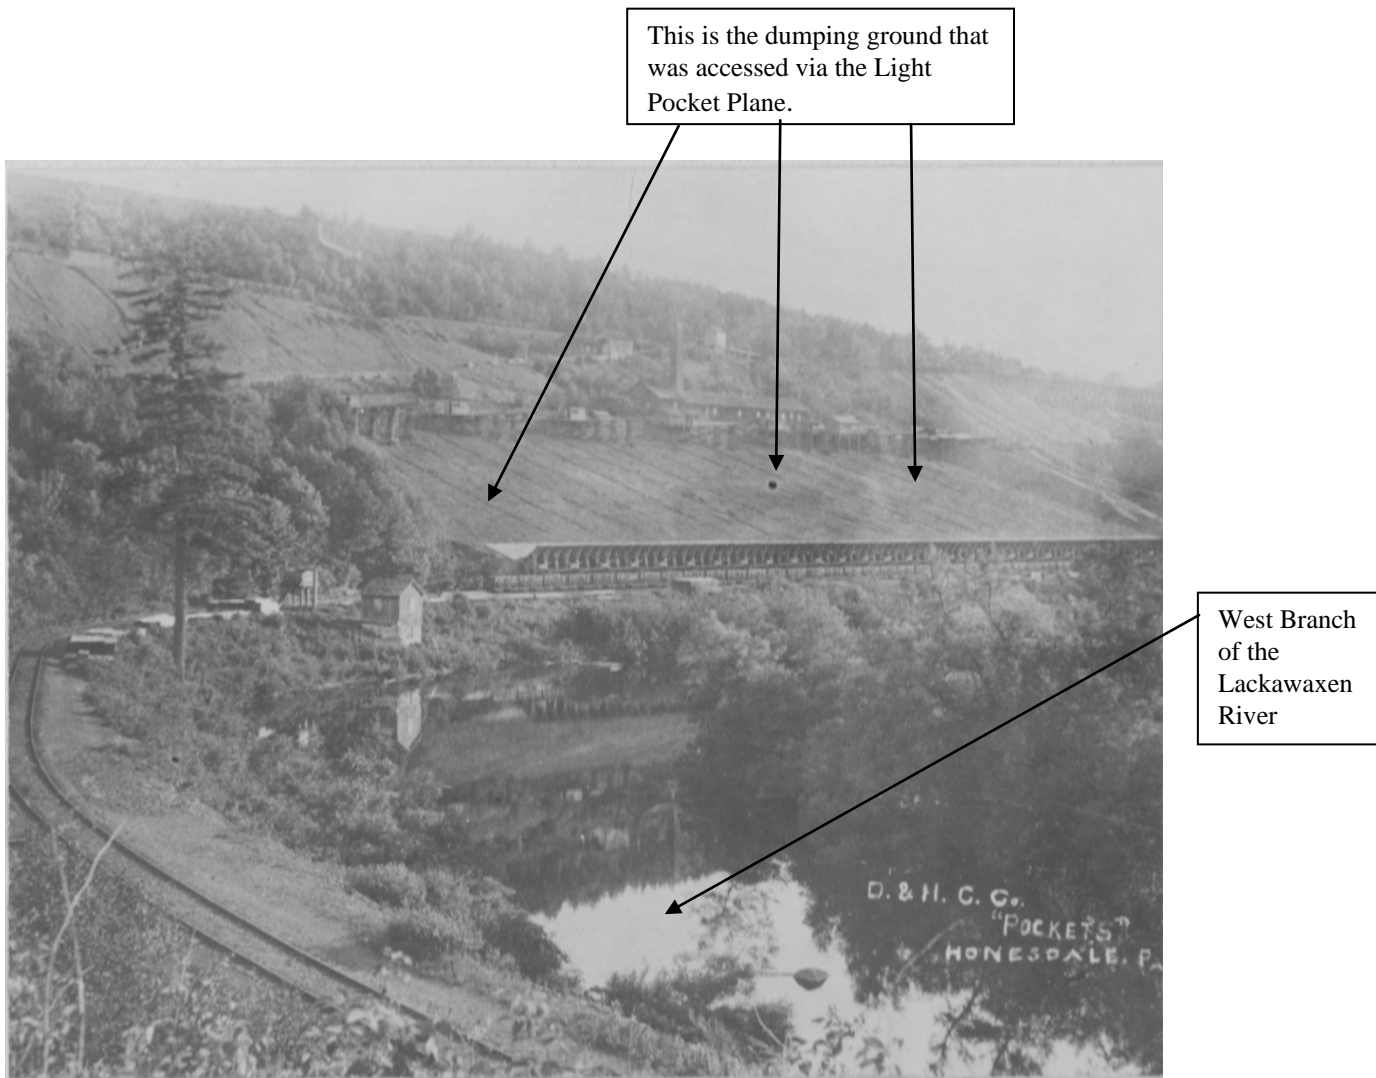 This is the dumping ground that
was accessed via the Light
Pocket Plane.
West Branch
of the
Lackawaxen
River
D. & H. C. Co.
"POCKETS"
HONESDALE. PA